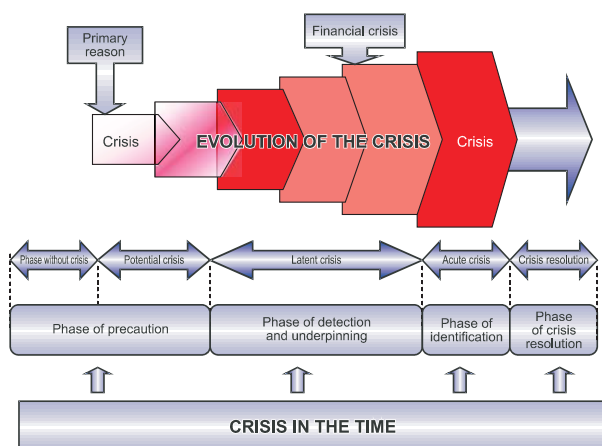 Primary
reason
Financial crisis
Crisis
EVOLUTION OF THE CRISIS
Crisis
Phase without crisis
Potential crisis
Latent crisis
Acute crisis
Crisis resolution
Phase of precaution
Phase of detection
and underpinning
Phase of
identification
Phase
of crisis
resolution
CRISIS IN THE TIME